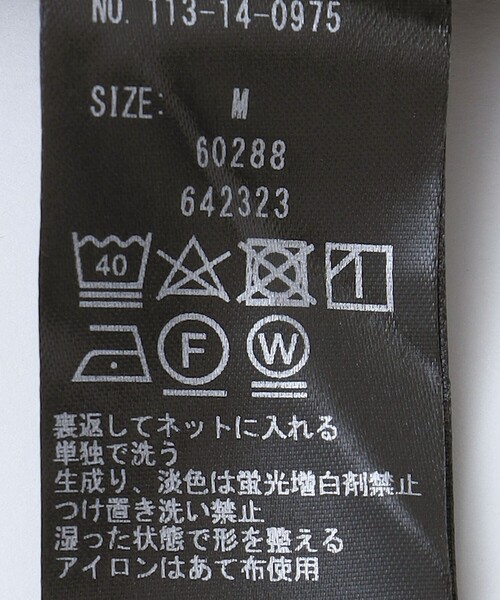 NO. 113-14-0975
SIZE: M
60288
642323
40
F W
裏返してネットに入れる
単独で洗う
生成り、淡色は蛍光増白剤禁止
つけ置き洗い禁止
湿った状態で形を整える
アイロンはあて布使用